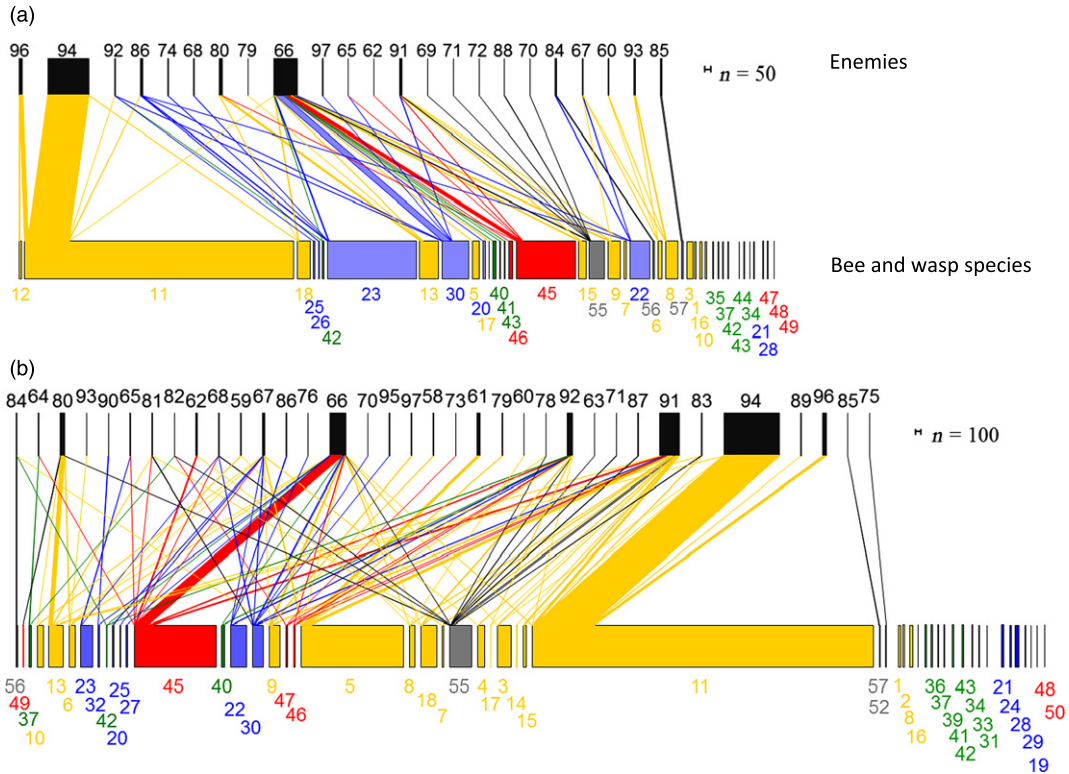 (a)
96 94 92 86 74 68 80 79 66 97 65 62 91 69 71 72 88 70 84 67 60 93 85
Enemies
n = 50
Bee and wasp species
12 11 18 23 13 30 5 40 45 15 9 22 8 3 35 44 47
25 20 41 55 7 56 57 1 37 34 48
26 17 43 6 16 42 21 49
42 46 10 43 28
(b)
84 64 80 93 90 65 81 82 62 68 59 67 86 76 66 70 95 97 58 73 61 79 60 78 92 63 71 87 91 83 94 89 96 85 75
n = 100
56 13 23 25 45 40 9 5 8 55 4 3 11 57 1 36 43 21 48
49 6 32 27 22 47 18 17 14 52 2 37 34 24 50
37 42 30 46 7 15 8 39 33 28
10 20 16 41 31 29
42 19